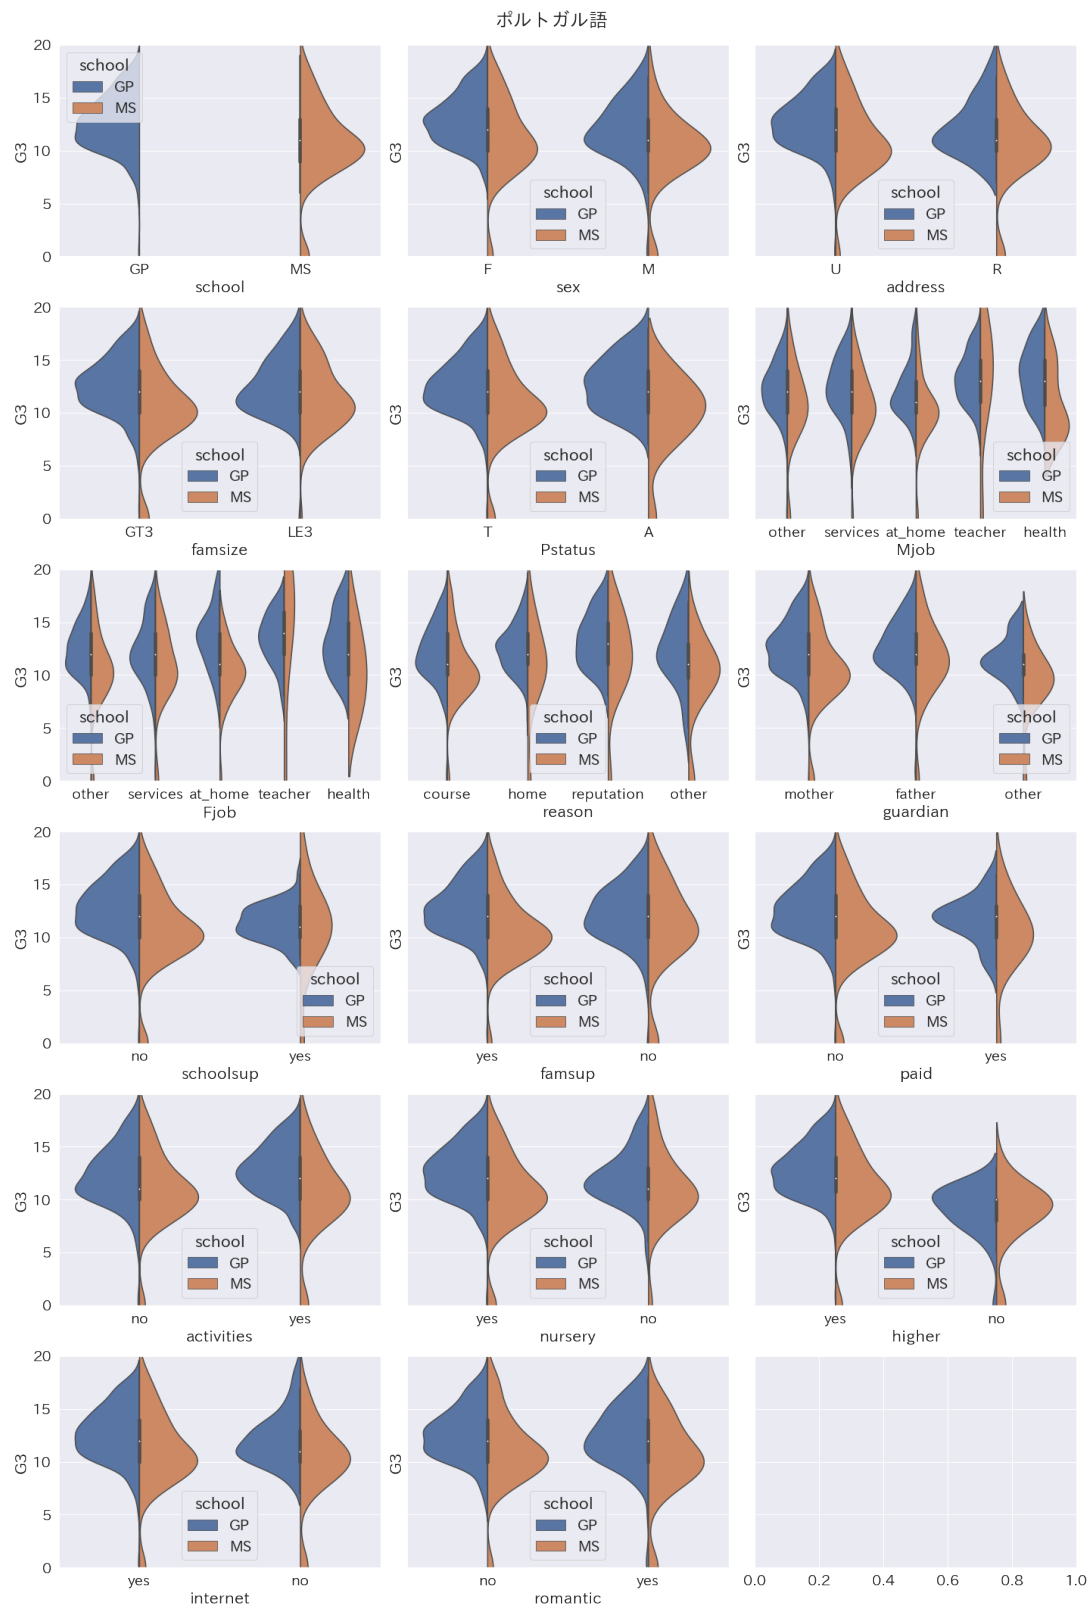 ポルトガル語
20
15
10
5
0
G3
school
GP
MS
GP
MS
school
G3
school
GP
MS
F
M
sex
G3
school
GP
MS
U
R
address
20
15
10
5
0
G3
school
GP
MS
GT3
LE3
famsize
G3
school
GP
MS
T
A
Pstatus
G3
school
GP
MS
other services at_home teacher health
Mjob
20
15
10
5
0
G3
school
GP
MS
other services at_home teacher health
Fjob
G3
school
GP
MS
course home reputation other
reason
G3
school
GP
MS
mother father other
guardian
20
15
10
5
0
G3
school
GP
MS
no
yes
schoolsup
G3
school
GP
MS
yes
no
famsup
G3
school
GP
MS
no
yes
paid
20
15
10
5
0
G3
school
GP
MS
no
yes
activities
G3
school
GP
MS
yes
no
nursery
G3
school
GP
MS
yes
no
higher
20
15
10
5
0
G3
school
GP
MS
yes
no
internet
G3
school
GP
MS
no
yes
romantic
0.0 0.2 0.4 0.6 0.8 1.0